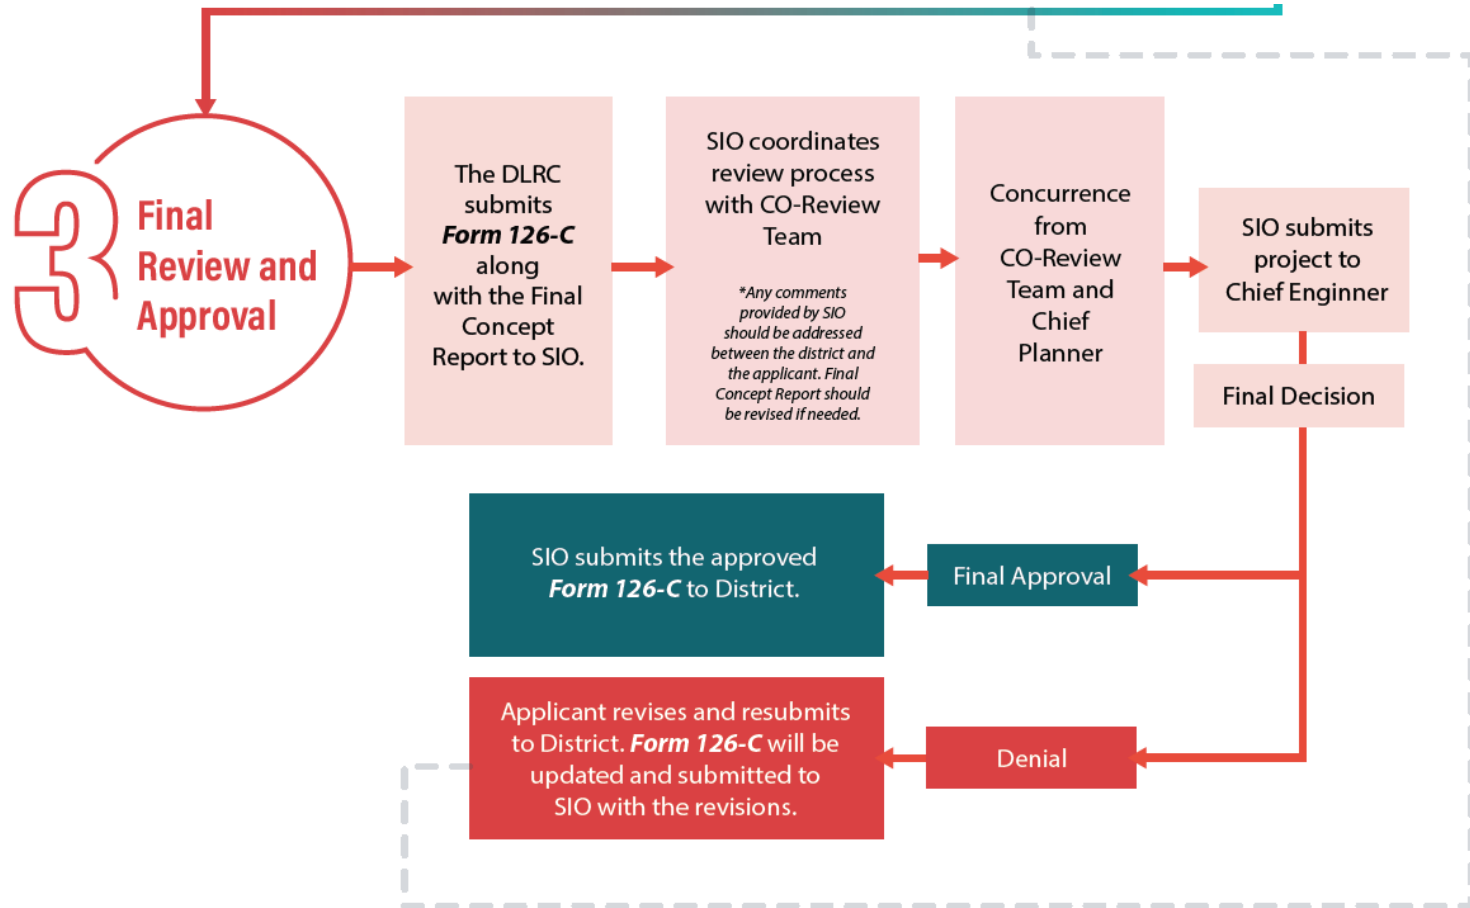 3
Final
Review and
Approval
The DLRC
submits
Form 126-C
along
with the Final
Concept
Report to SIO.
SIO coordinates
review process
with CO-Review
Team
*Any comments
provided by SIO
should be addressed
between the district and
the applicant. Final
Concept Report should
be revised if needed.
Concurrence
from
CO-Review
Team and
Chief
Planner
SIO submits
project to
Chief Enginner
Final Decision
SIO submits the approved
Form 126-C to District.
Final Approval
Applicant revises and resubmits
to District. Form 126-C will be
updated and submitted to
SIO with the revisions.
Denial